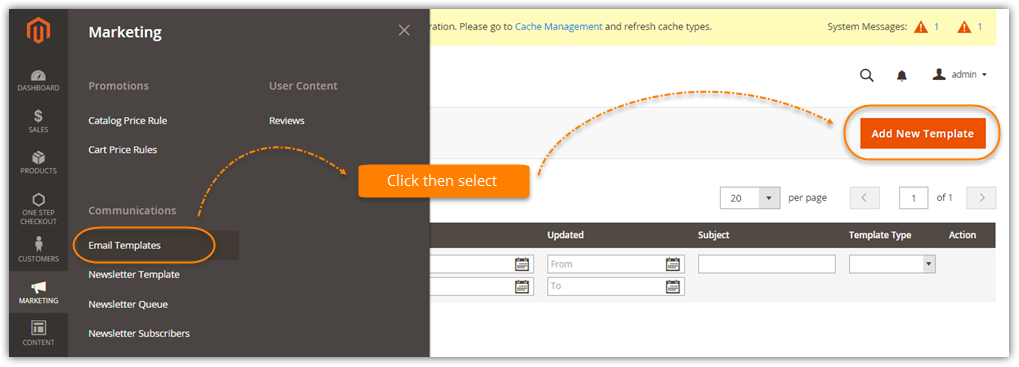 Marketing
ration. Please go to Cache Management and refresh cache types.
System Messages: 1 1
DASHBOARD
Promotions
User Content
admin
SALES
Catalog Price Rule
Reviews
Add New Template
Cart Price Rules
PRODUCTS
Click then select
20 per page 1 of 1
ONE STEP
CHECKOUT
Communications
Updated
Subject
Template Type
Action
CUSTOMERS
Email Templates
From
Newsletter Template
To
MARKETING
Newsletter Queue
CONTENT
Newsletter Subscribers